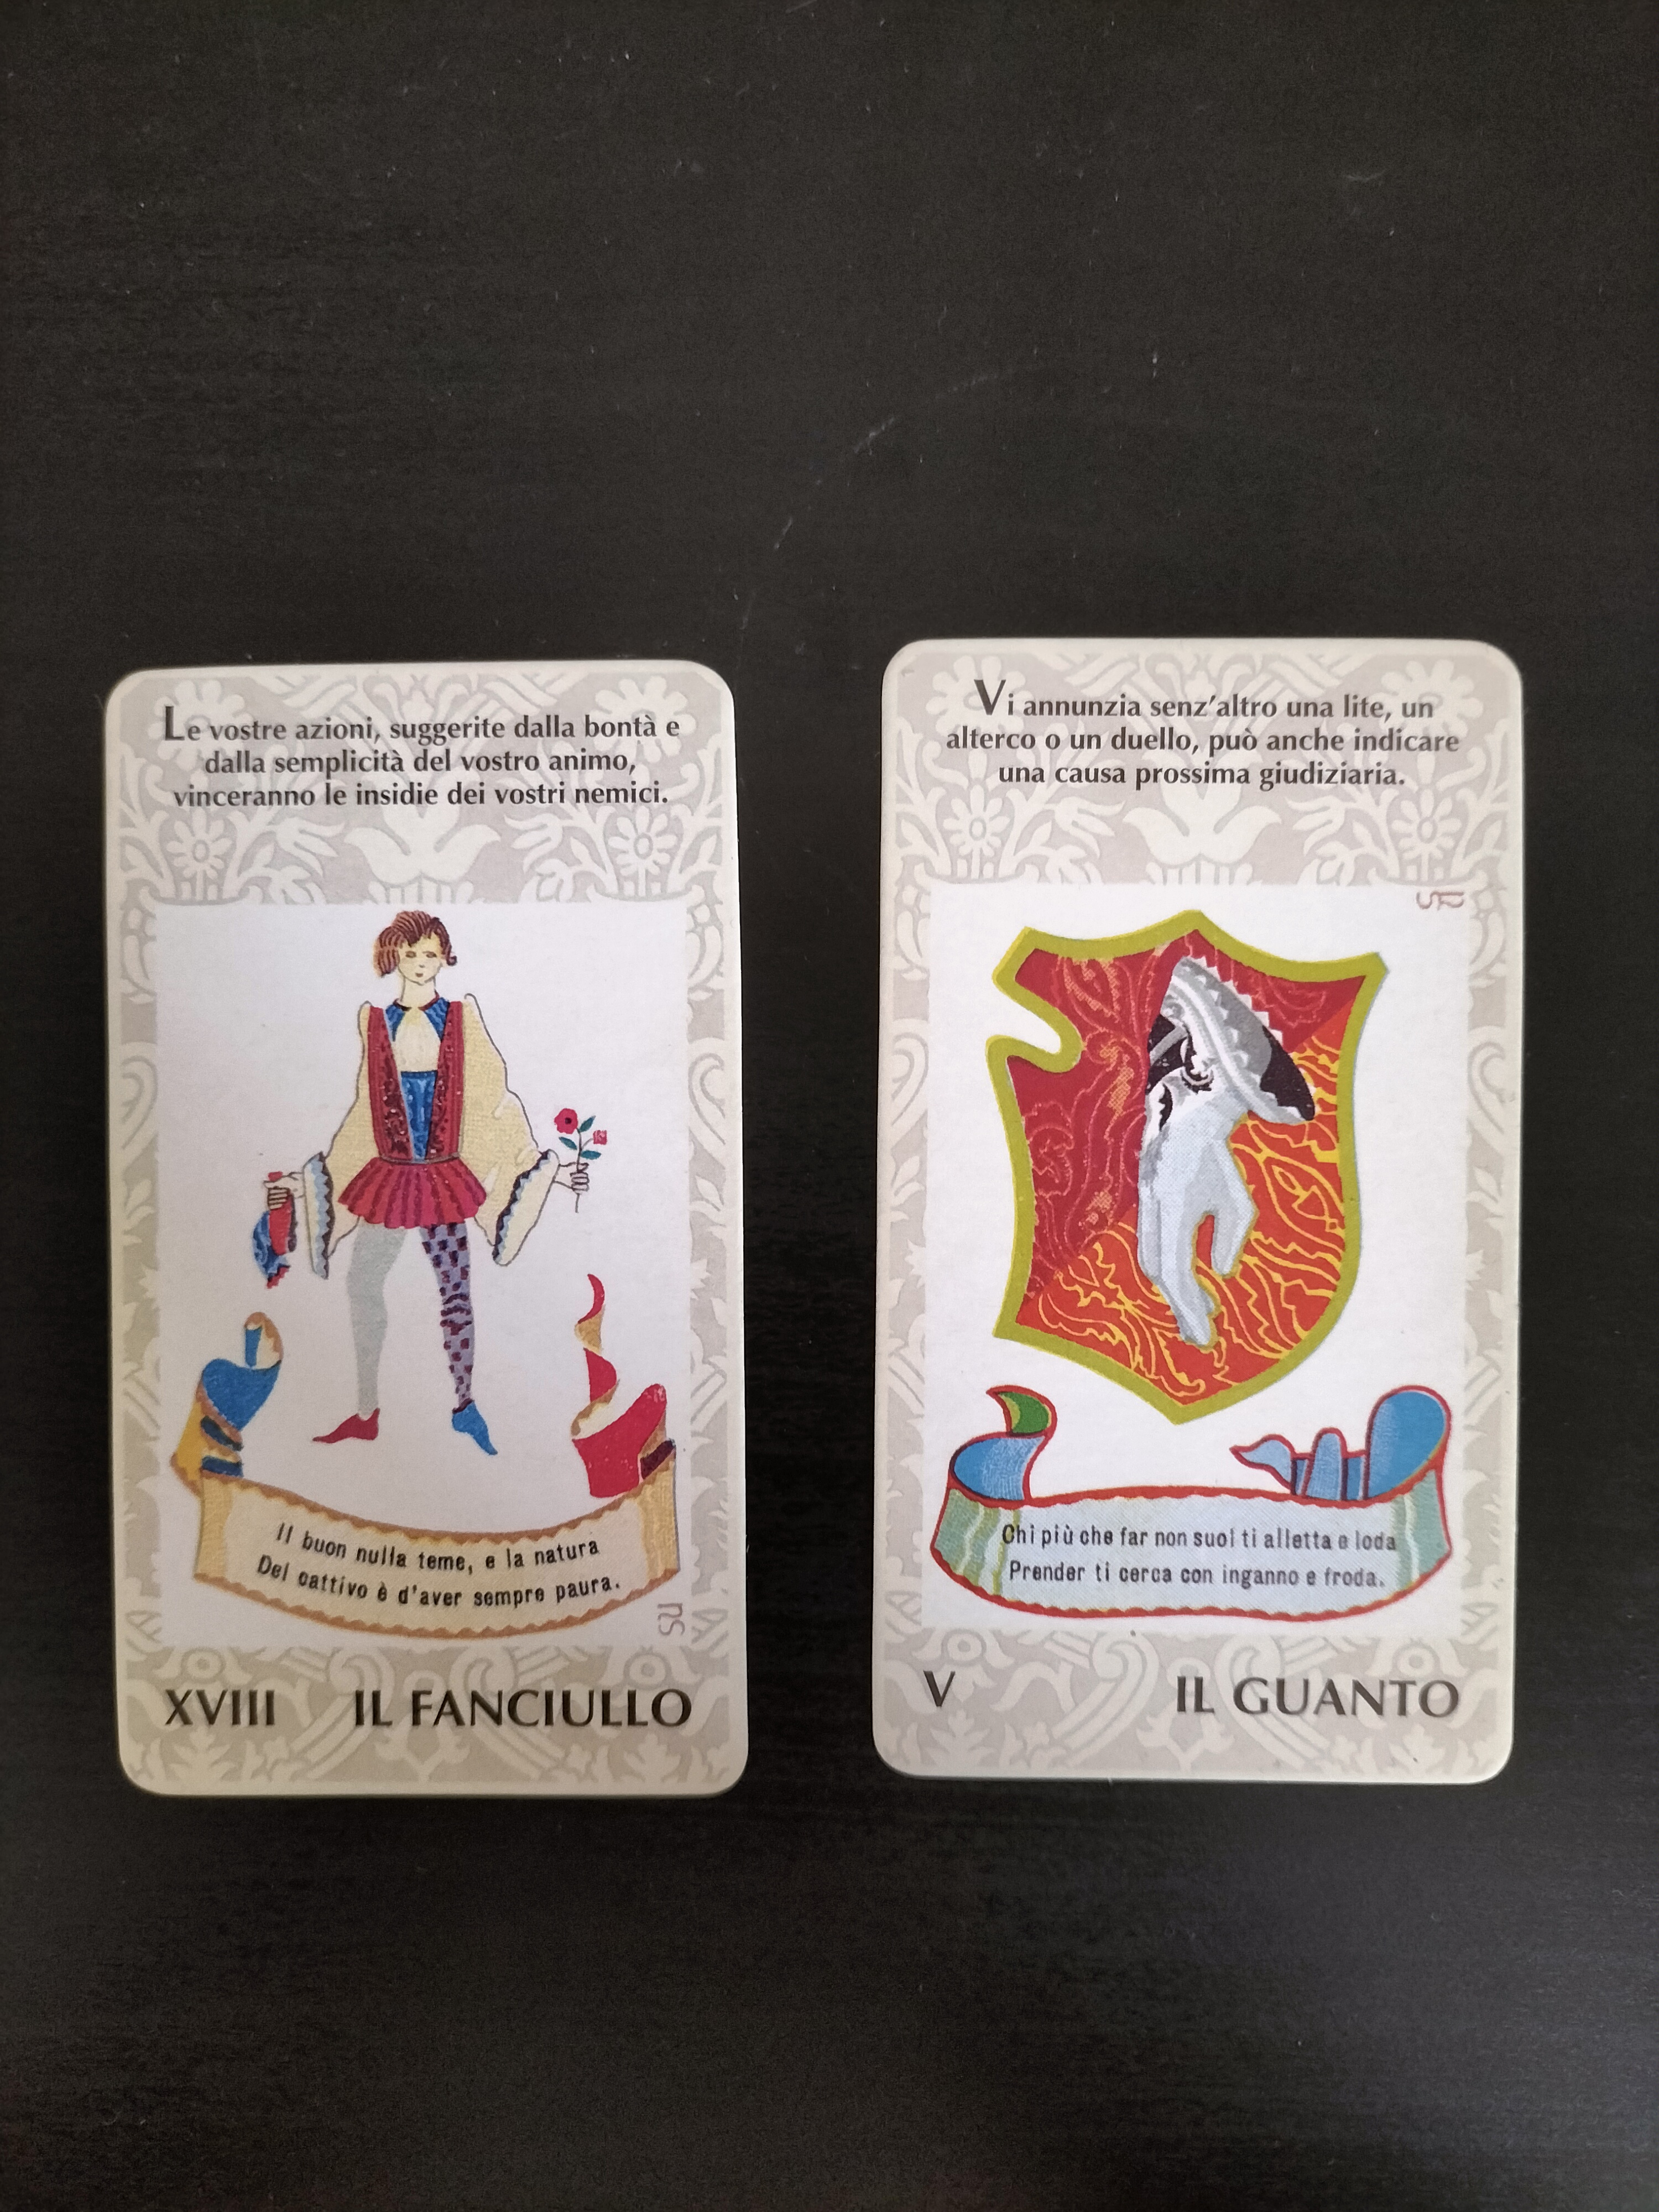 Le vostre azioni, suggerite dalla bontà e
dalla semplicità del vostro animo,
vinceranno le insidie dei vostri nemici.
Il buon nulla teme, e la natura
Del cattivo è d'aver sempre paura.
XVIII IL FANCIULLO
Vi annunzia senz'altro una lite, un
alterco o un duello, può anche indicare
una causa prossima giudiziaria.
Chi più che far non suol ti alletta e loda
Prender ti cerca con inganno e froda.
V IL GUANTO